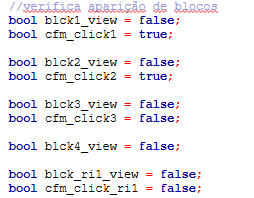 //verifica aparição de blocos
bool blck1_view = false;
bool cfm_click1 = true;
bool blck2_view = false;
bool cfm_click2 = true;
bool blck3_view = false;
bool cfm_click3 = false;
bool blck4_view = false;
bool blck_ri1_view = false;
bool cfm_click_ri1 = false;